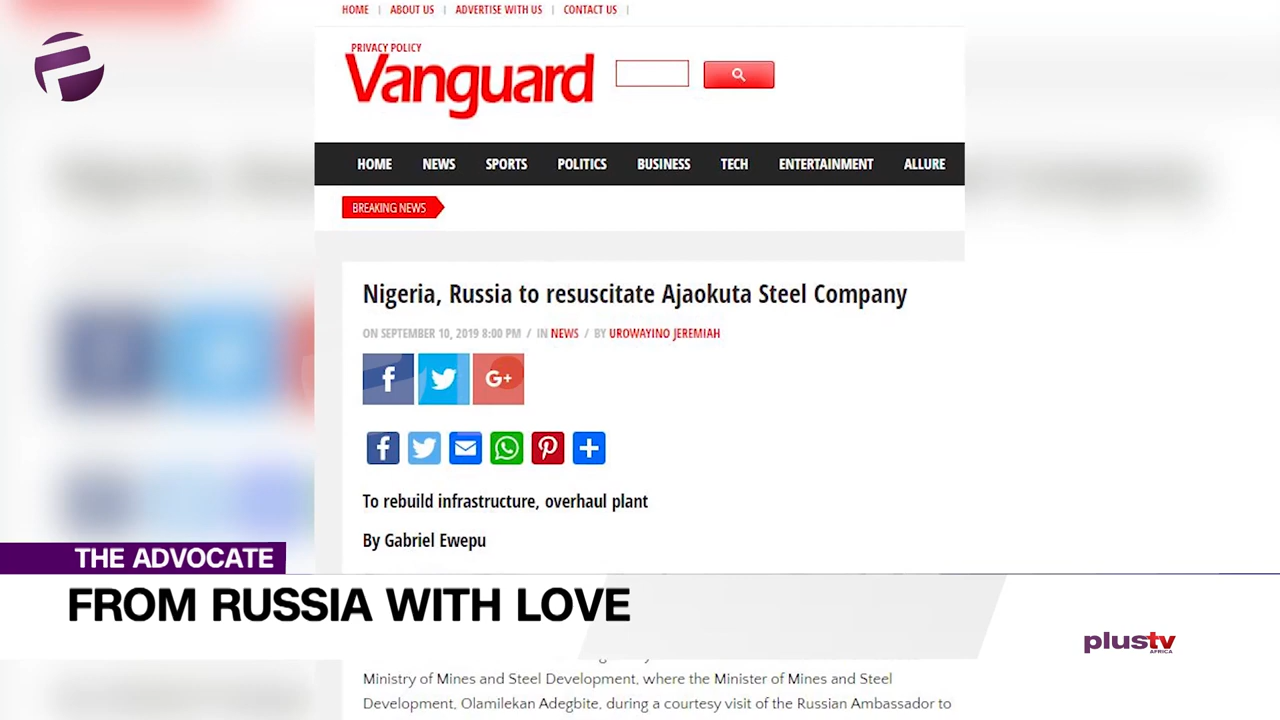 HOME | ABOUT US | ADVERTISE WITH US | CONTACT US |
PRIVACY POLICY
Vanguard
HOME NEWS SPORTS POLITICS BUSINESS TECH ENTERTAINMENT ALLURE
BREAKING NEWS
Nigeria, Russia to resuscitate Ajaokuta Steel Company
ON SEPTEMBER 10, 2019 8:00 PM / IN NEWS / BY UROWAYINO JEREMIAH
G+
To rebuild infrastructure, overhaul plant
By Gabriel Ewepu
THE ADVOCATE
FROM RUSSIA WITH LOVE
plustv
AFRICA
Ministry of Mines and Steel Development, where the Minister of Mines and Steel
Development, Olamilekan Adegbite, during a courtesy visit of the Russian Ambassador to